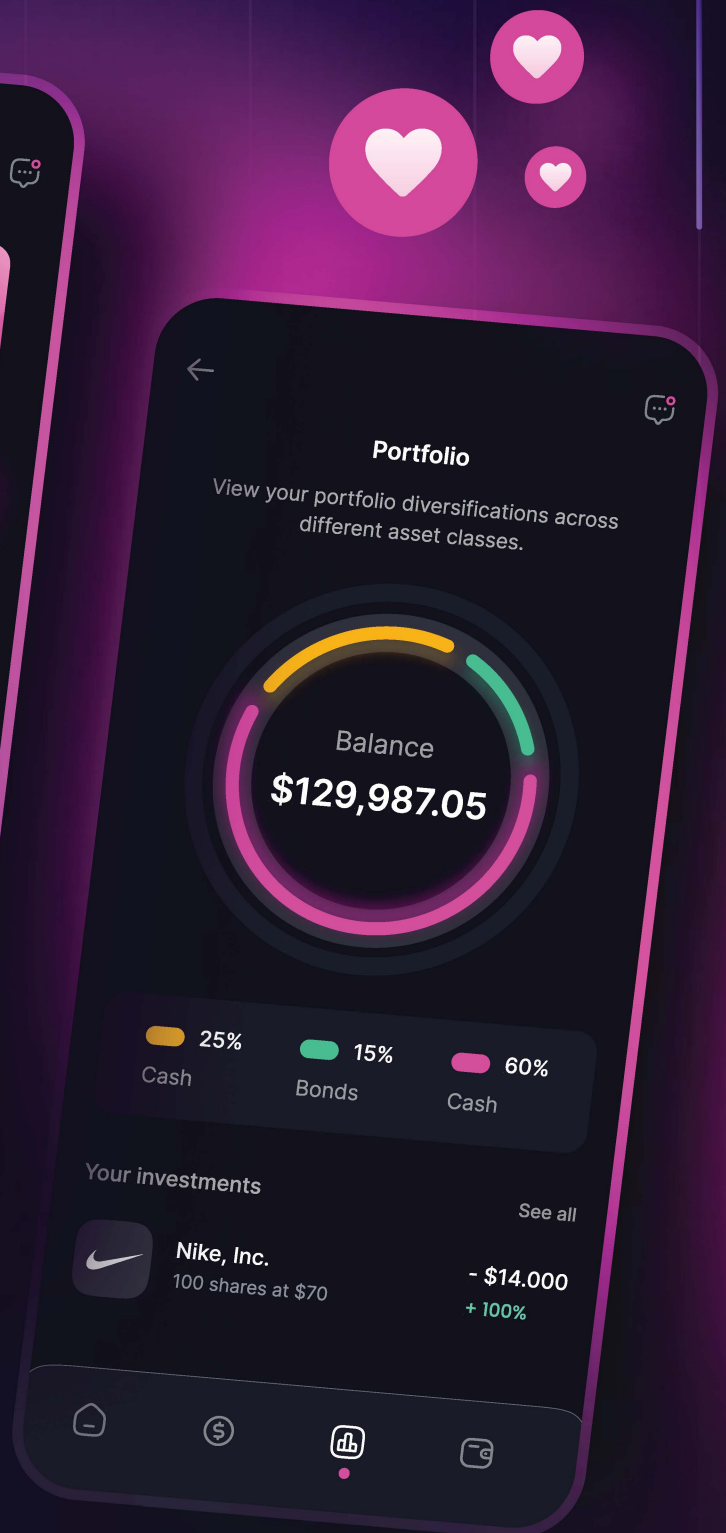 Portfolio
View your portfolio diversifications across
different asset classes.
Balance
$129,987.05
25%
Cash
15%
Bonds
60%
Cash
Your investments
See all
Nike, Inc.
100 shares at $70
- $14.000
+ 100%